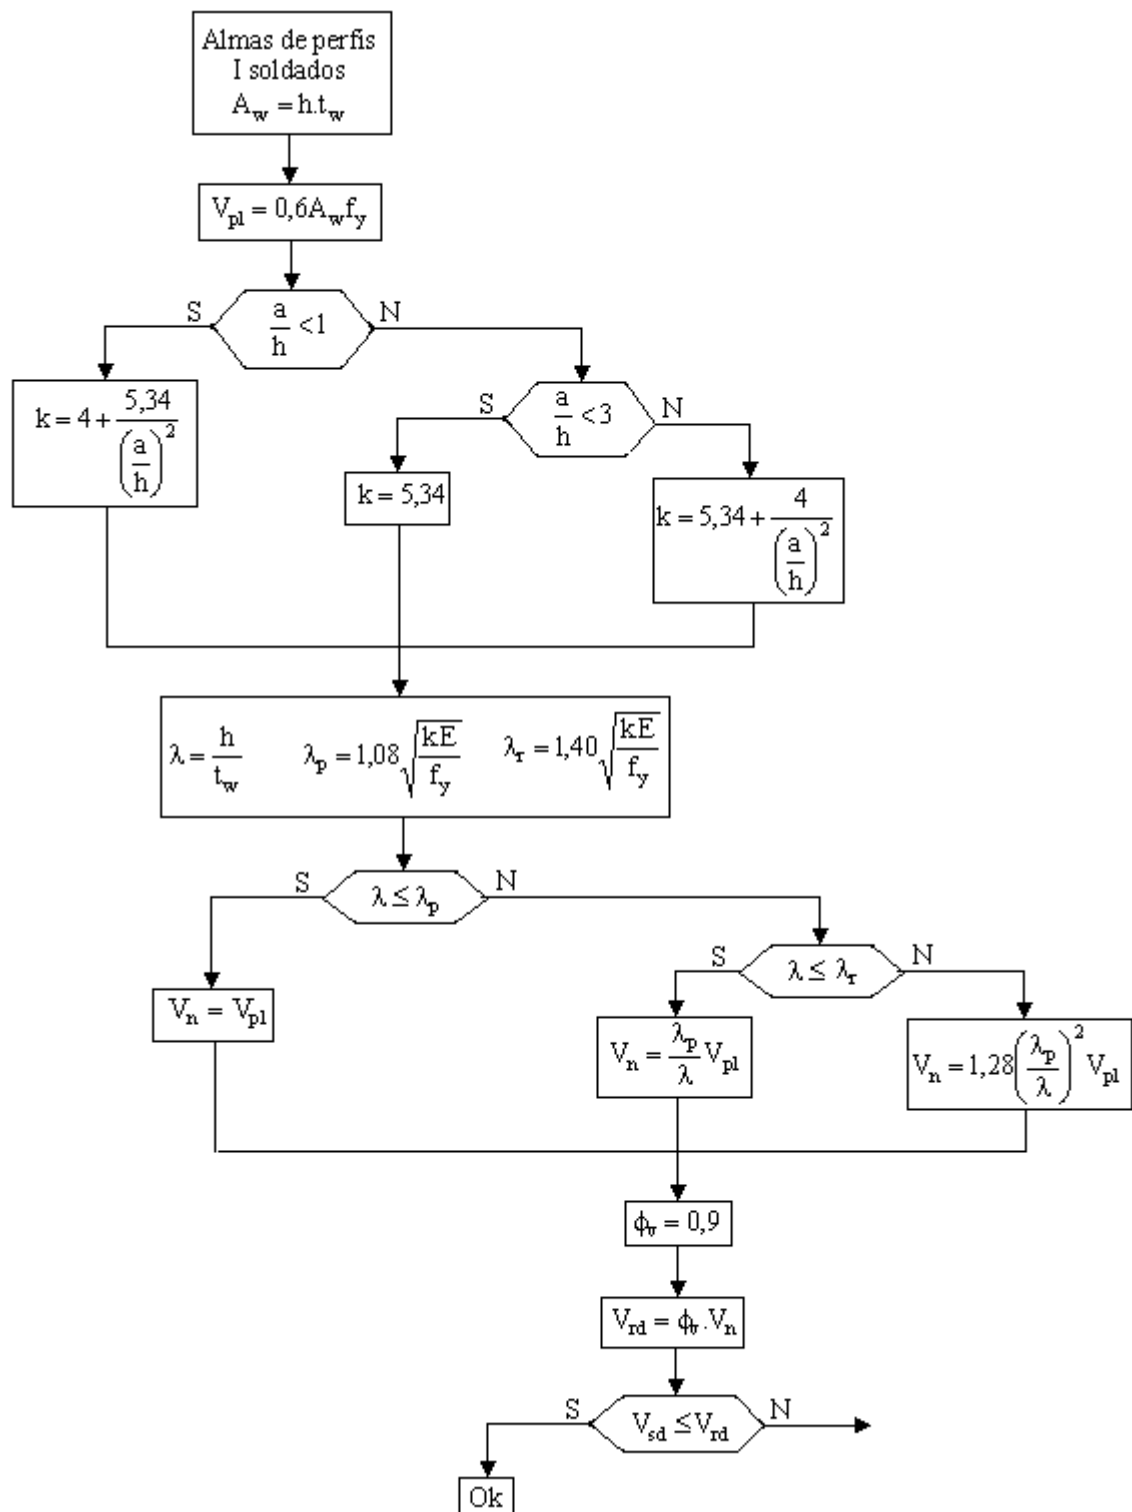 Almas de perfis
I soldados
A_w = h.t_w
V_pl = 0,6A_w f_y
S
a/h < 1
N
k = 4 + 5,34/(a/h)^2
S
a/h < 3
N
k = 5,34
k = 5,34 + 4/(a/h)^2
λ = h/t_w λ_p = 1,08√(kE/f_y) λ_r = 1,40√(kE/f_y)
S
λ ≤ λ_p
N
S
λ ≤ λ_r
N
V_n = V_pl
V_n = λ_p/λ V_pl
V_n = 1,28(λ_p/λ)^2 V_pl
ϕ_v = 0,9
V_rd = ϕ_v.V_n
S
V_sd ≤ V_rd
N
Ok